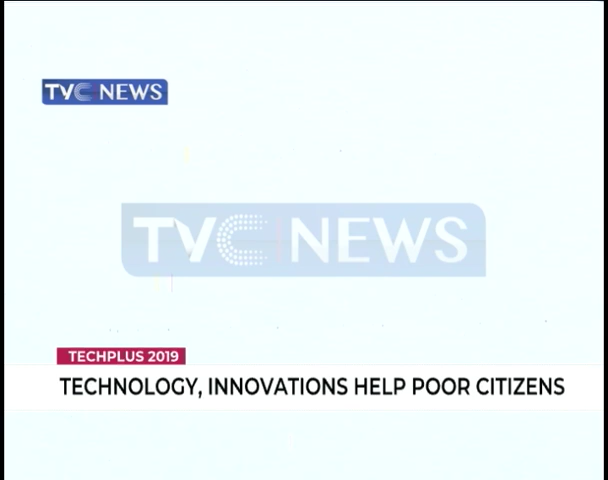 TVC NEWS
TVC NEWS
TECHPLUS 2019
TECHNOLOGY, INNOVATIONS HELP POOR CITIZENS